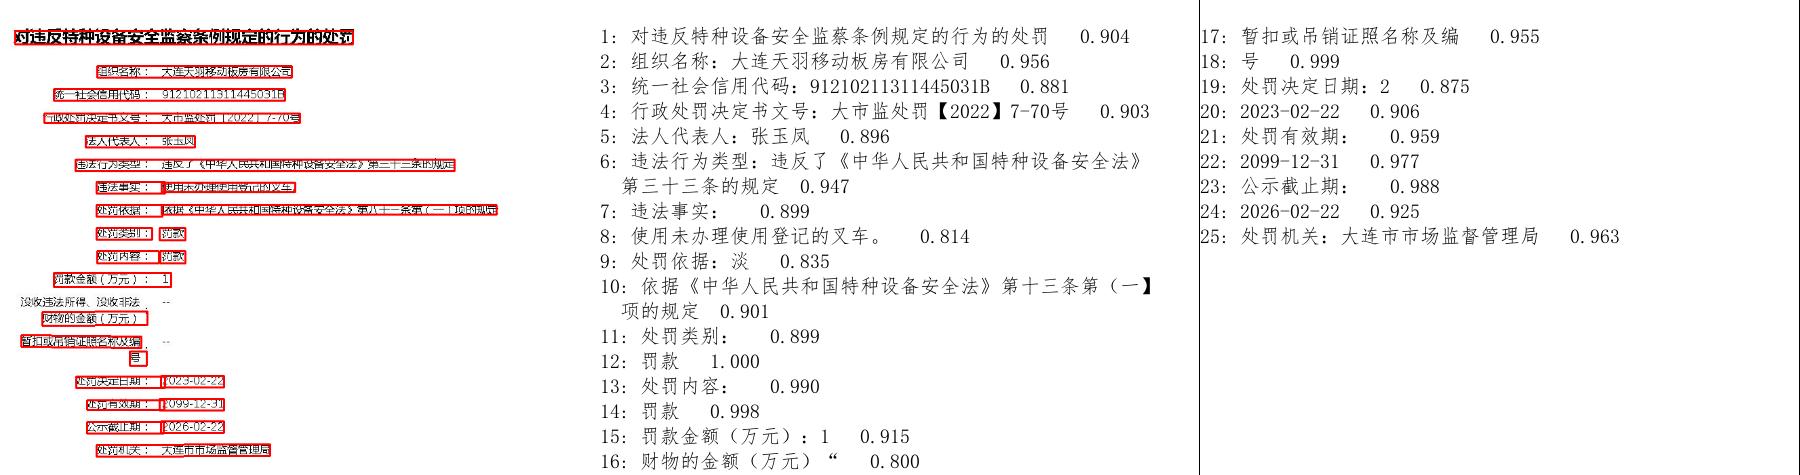 对违反特种设备安全监察条例规定的行为的处罚
组织名称： 大连天羽移动板房有限公司
统一社会信用代码： 91210211311445031B
行政处罚决定书文号： 大市监处罚〔2022〕7-70号
法人代表人： 张玉凤
违法行为类型： 违反了《中华人民共和国特种设备安全法》第三十三条的规定
违法事实： 使用未办理使用登记的叉车。
处罚依据： 依据《中华人民共和国特种设备安全法》第八十三条第（一）项的规定
处罚类别： 罚款
处罚内容： 罚款
罚款金额（万元）： 1
没收违法所得、没收非法 --
财物的金额（万元）：
暂扣或吊销证照名称及编 --
号：
处罚决定日期： 2023-02-22
处罚有效期： 2099-12-31
公示截止期： 2026-02-22
处罚机关： 大连市市场监督管理局
1: 对违反特种设备安全监察条例规定的行为的处罚 0.904
2: 组织名称: 大连天羽移动板房有限公司 0.956
3: 统一社会信用代码: 91210211311445031B 0.881
4: 行政处罚决定书文号: 大市监处罚【2022】7-70号 0.903
5: 法人代表人: 张玉凤 0.896
6: 违法行为类型: 违反了《中华人民共和国特种设备安全法》
第三十三条的规定 0.947
7: 违法事实: 0.899
8: 使用未办理使用登记的叉车。 0.814
9: 处罚依据: 淡 0.835
10: 依据《中华人民共和国特种设备安全法》第十三条第（一】
项的规定 0.901
11: 处罚类别: 0.899
12: 罚款 1.000
13: 处罚内容: 0.990
14: 罚款 0.998
15: 罚款金额（万元）: 1 0.915
16: 财物的金额（万元）“ 0.800
17: 暂扣或吊销证照名称及编 0.955
18: 号 0.999
19: 处罚决定日期: 2 0.875
20: 2023-02-22 0.906
21: 处罚有效期: 0.959
22: 2099-12-31 0.977
23: 公示截止期: 0.988
24: 2026-02-22 0.925
25: 处罚机关: 大连市市场监督管理局 0.963